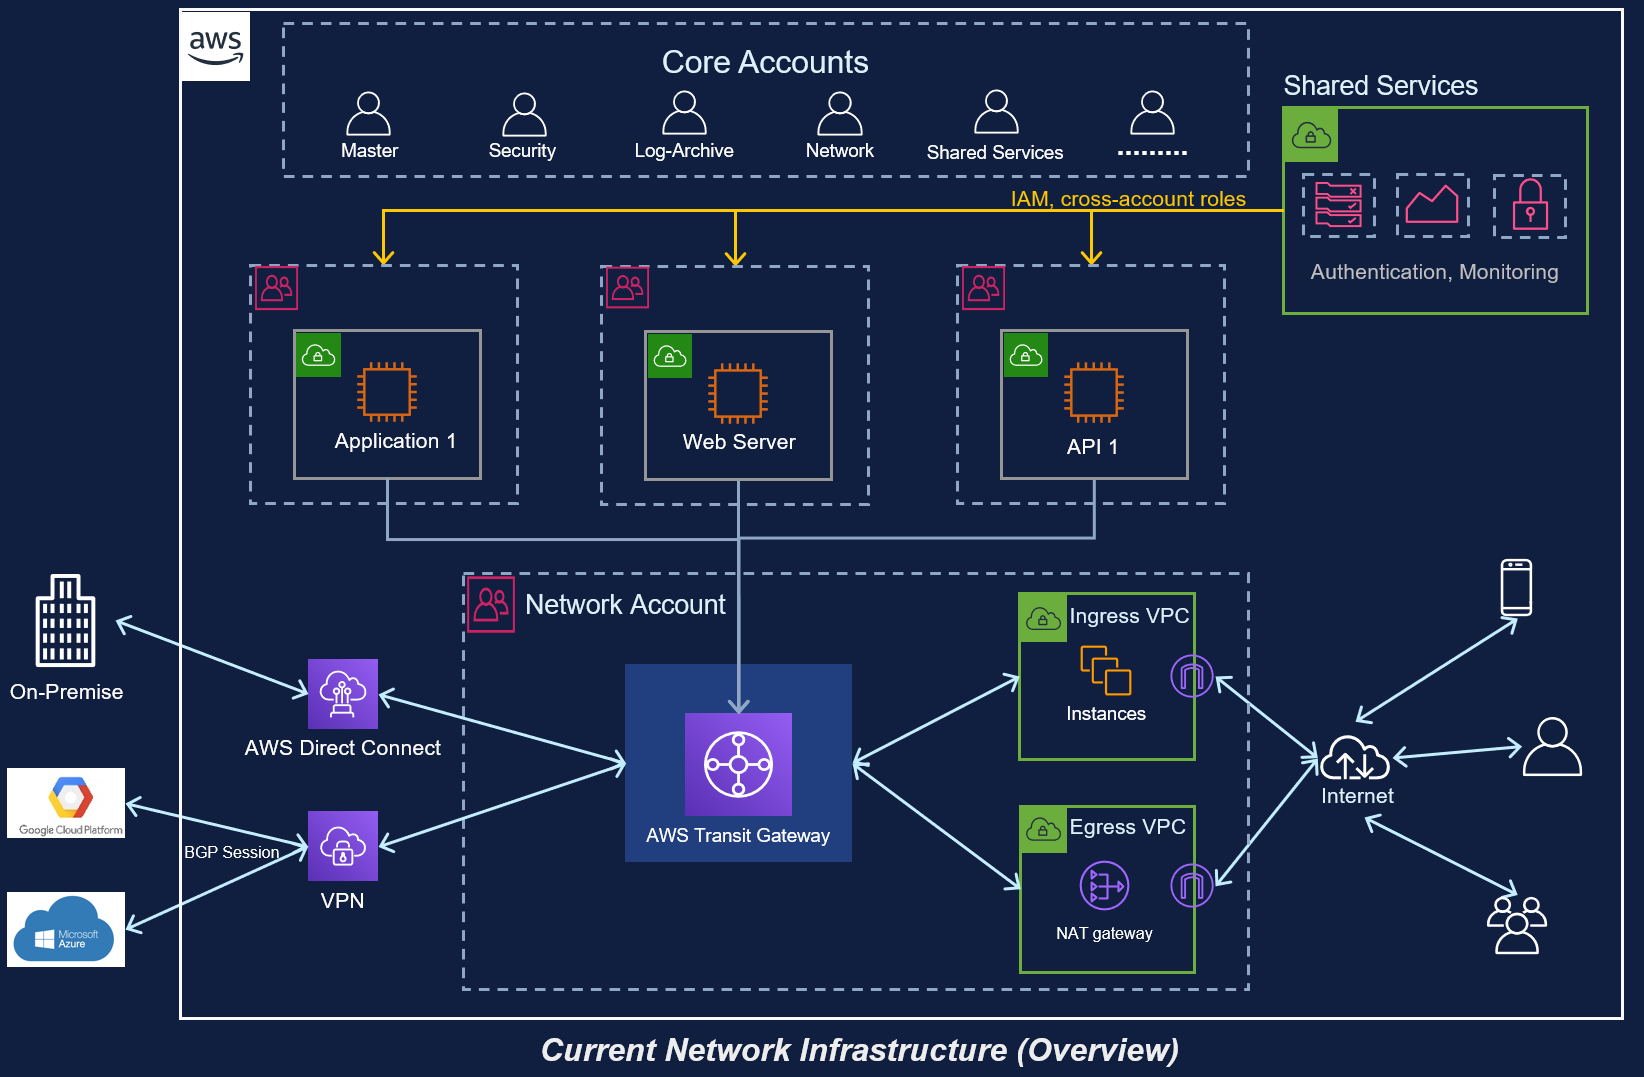 aws
Core Accounts
Master
Security
Log-Archive
Network
Shared Services
.........
Shared Services
Authentication, Monitoring
IAM, cross-account roles
Application 1
Web Server
API 1
Network Account
On-Premise
AWS Direct Connect
Google Cloud Platform
BGP Session
VPN
Microsoft
Azure
AWS Transit Gateway
Ingress VPC
Instances
Egress VPC
NAT gateway
Internet
Current Network Infrastructure (Overview)